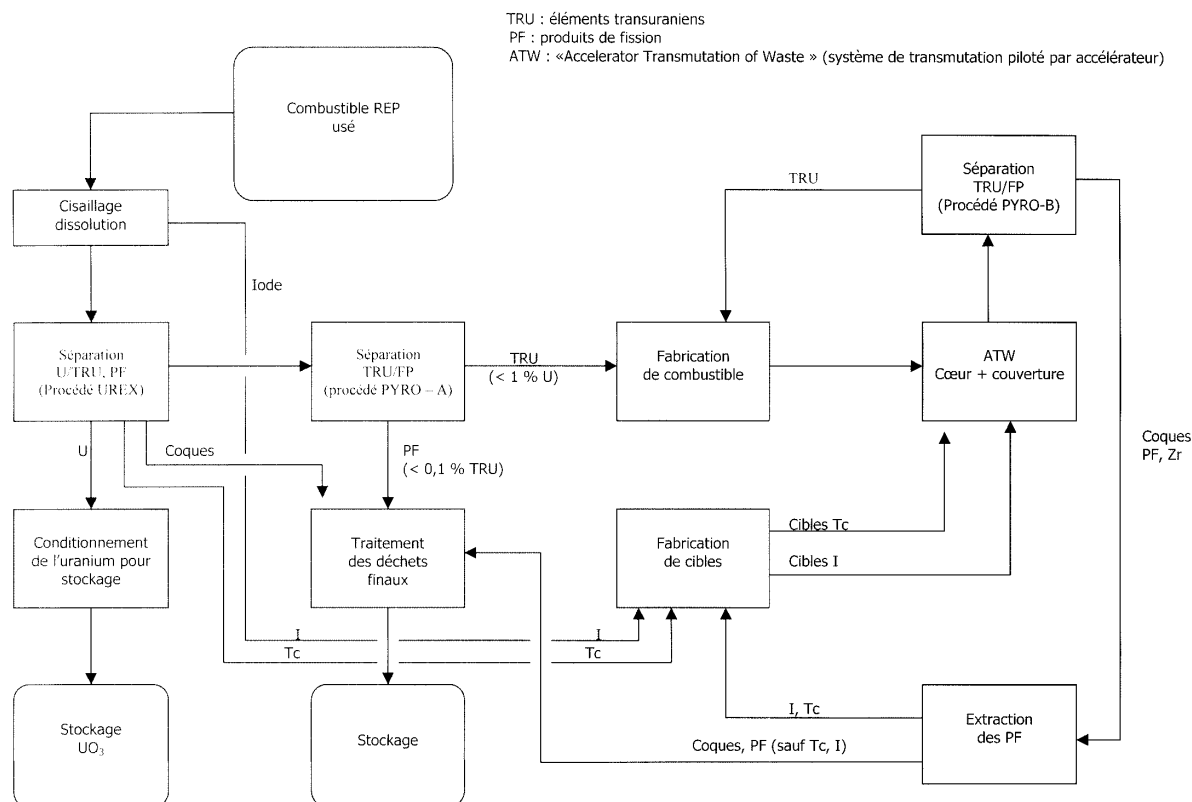 TRU : éléments transuraniens
PF : produits de fission
ATW : «Accelerator Transmutation of Waste » (système de transmutation piloté par accélérateur)
Combustible REP
usé
Cisaillage
dissolution
Iode
TRU
Séparation
TRU/FP
(Procédé PYRO-B)
Séparation
U/TRU, PF
(Procédé UREX)
Séparation
TRU/FP
(procédé PYRO – A)
TRU
(< 1 % U)
Fabrication
de combustible
ATW
Cœur + couverture
U
Coques
PF
(< 0,1 % TRU)
Coques
PF, Zr
Conditionnement
de l'uranium pour
stockage
Traitement
des déchets
finaux
Fabrication
de cibles
Cibles Tc
Cibles I
I
I
Tc
Tc
Stockage
UO₃
Stockage
I, Tc
Coques, PF (sauf Tc, I)
Extraction
des PF